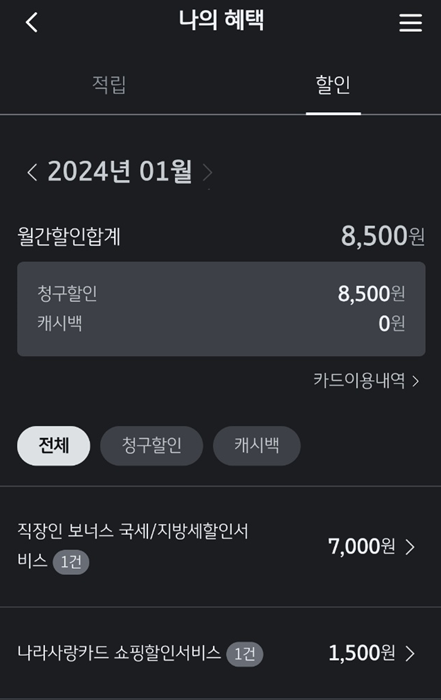 나의 혜택
적립
할인
2024년 01월
월간할인합계 8,500원
청구할인 8,500원
캐시백 0원
카드이용내역
전체 청구할인 캐시백
직장인 보너스 국세/지방세할인서
비스 1건
7,000원
나라사랑카드 쇼핑할인서비스 1건 1,500원